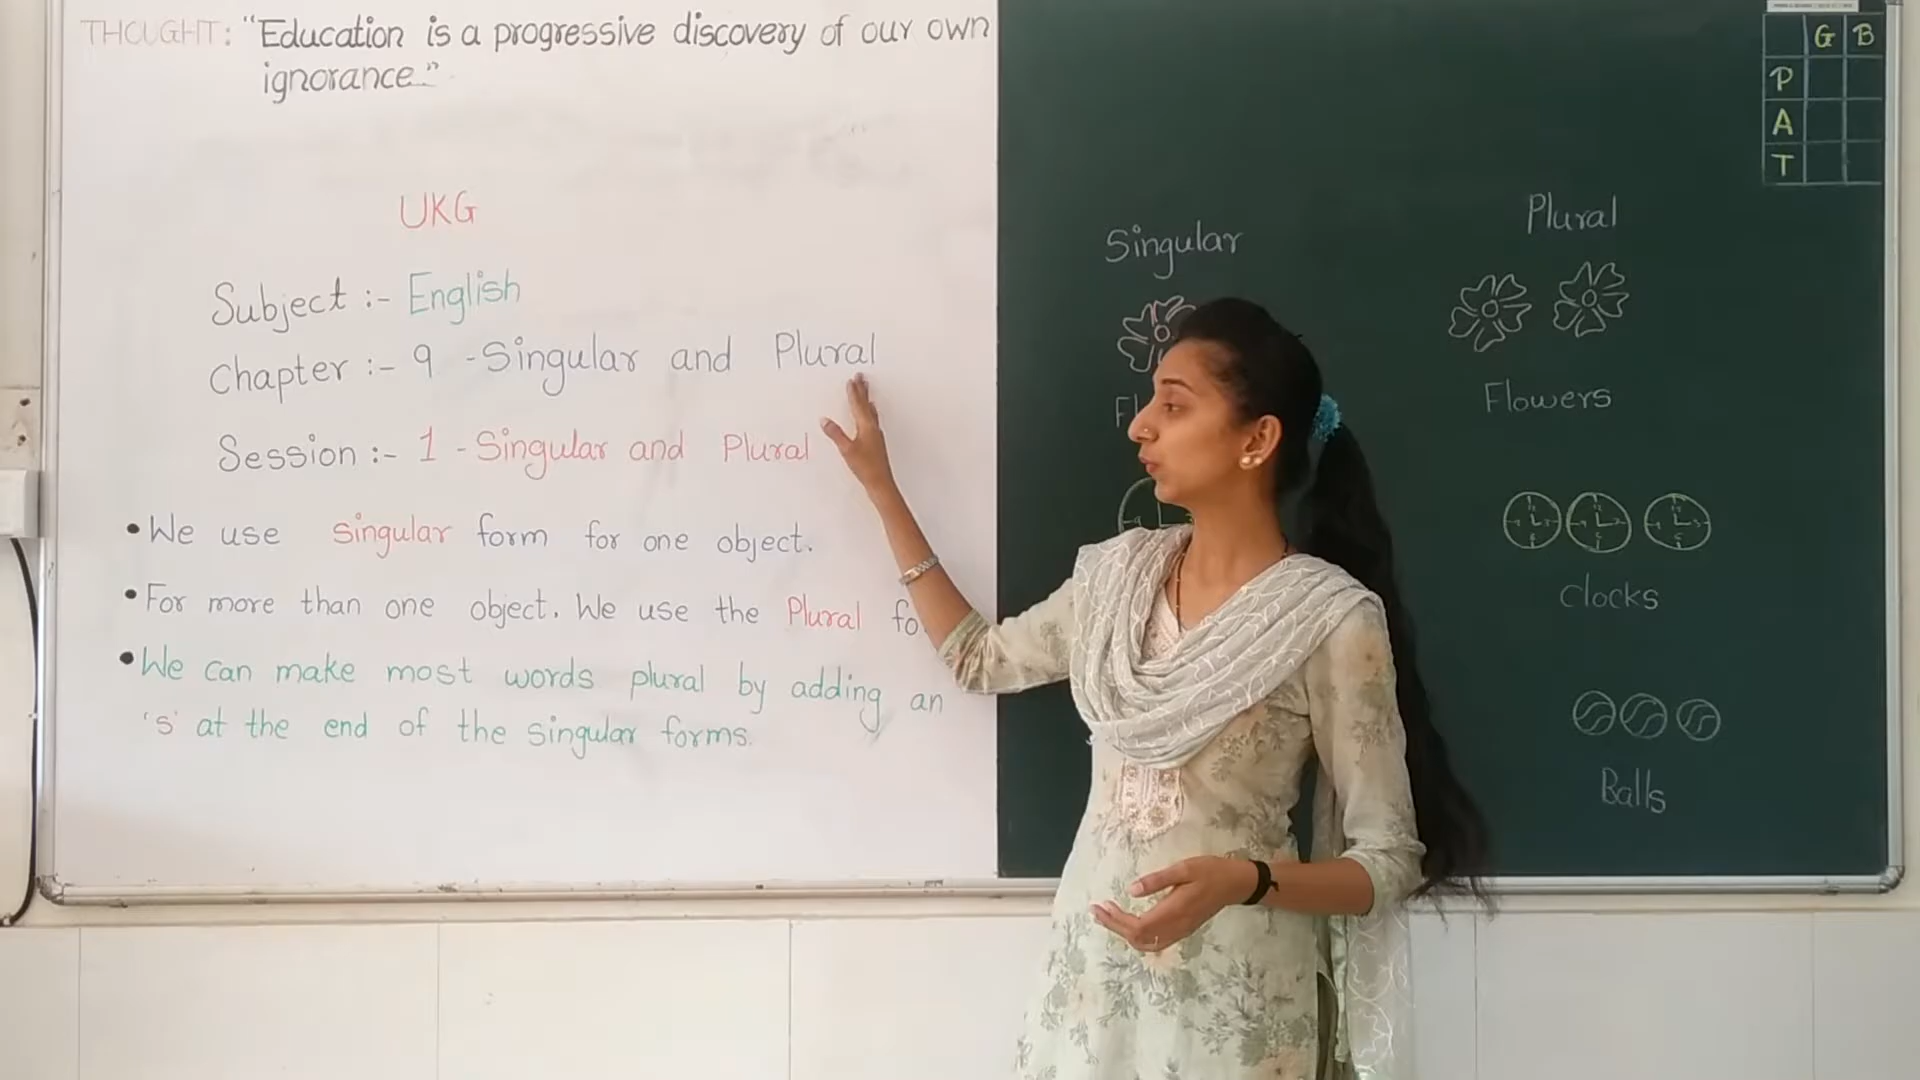 THOUGHT: "Education is a progressive discovery of our own
ignorance."
UKG
Subject :- English
Chapter :- 9 - Singular and Plural
Session :- 1 - Singular and Plural
• We use singular form for one object.
• For more than one object. We use the Plural fo
• We can make most words plural by adding an
's' at the end of the singular forms.
G B
P
A
T
Singular Plural
Fl Flowers
Clocks
Balls